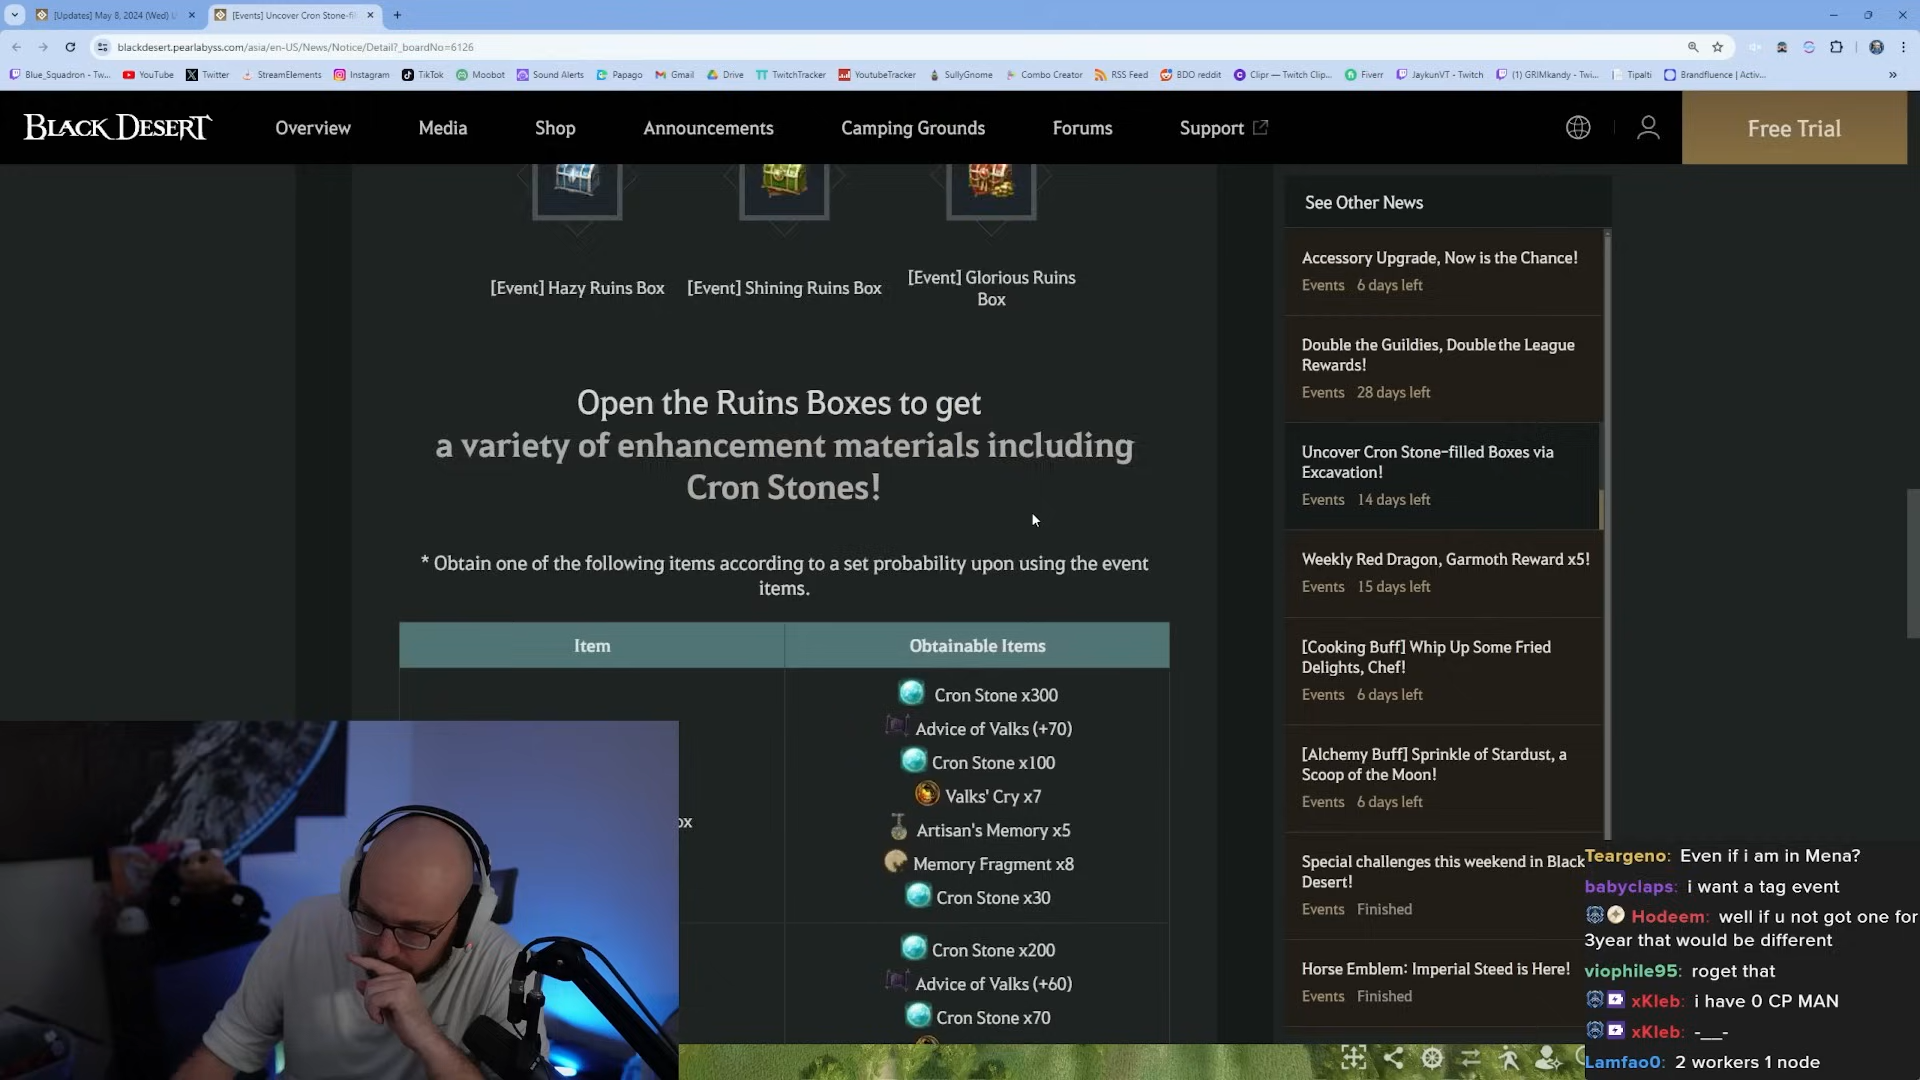 [Updates] May 8, 2024 (Wed) U
[Events] Uncover Cron Stone-fil
blackdesert.pearlabyss.com/asia/en-US/News/Notice/Detail?_boardNo=6126
Blue_Squadron - Tw... YouTube Twitter StreamElements Instagram TikTok Moobot Sound Alerts Papago Gmail Drive TwitchTracker YoutubeTracker SullyGnome Combo Creator RSS Feed BDO reddit Clipr — Twitch Clip... Fiverr JaykunVT - Twitch (1) GRIMkandy - Twi... Tipalti Brandfluence | Activ...
BLACK DESERT Overview Media Shop Announcements Camping Grounds Forums Support Free Trial
[Event] Hazy Ruins Box
[Event] Shining Ruins Box
[Event] Glorious Ruins
Box
Open the Ruins Boxes to get
a variety of enhancement materials including
Cron Stones!
* Obtain one of the following items according to a set probability upon using the event
items.
Item Obtainable Items
ox
Cron Stone x300
Advice of Valks (+70)
Cron Stone x100
Valks' Cry x7
Artisan's Memory x5
Memory Fragment x8
Cron Stone x30
Cron Stone x200
Advice of Valks (+60)
Cron Stone x70
See Other News
Accessory Upgrade, Now is the Chance!
Events 6 days left
Double the Guildies, Double the League
Rewards!
Events 28 days left
Uncover Cron Stone-filled Boxes via
Excavation!
Events 14 days left
Weekly Red Dragon, Garmoth Reward x5!
Events 15 days left
[Cooking Buff] Whip Up Some Fried
Delights, Chef!
Events 6 days left
[Alchemy Buff] Sprinkle of Stardust, a
Scoop of the Moon!
Events 6 days left
Special challenges this weekend in Black
Desert!
Events Finished
Horse Emblem: Imperial Steed is Here!
Events Finished
Teargeno: Even if i am in Mena?
babyclaps: i want a tag event
Hodeem: well if u not got one for
3year that would be different
viophile95: roget that
xKleb: i have 0 CP MAN
xKleb: -__-
Lamfao0: 2 workers 1 node